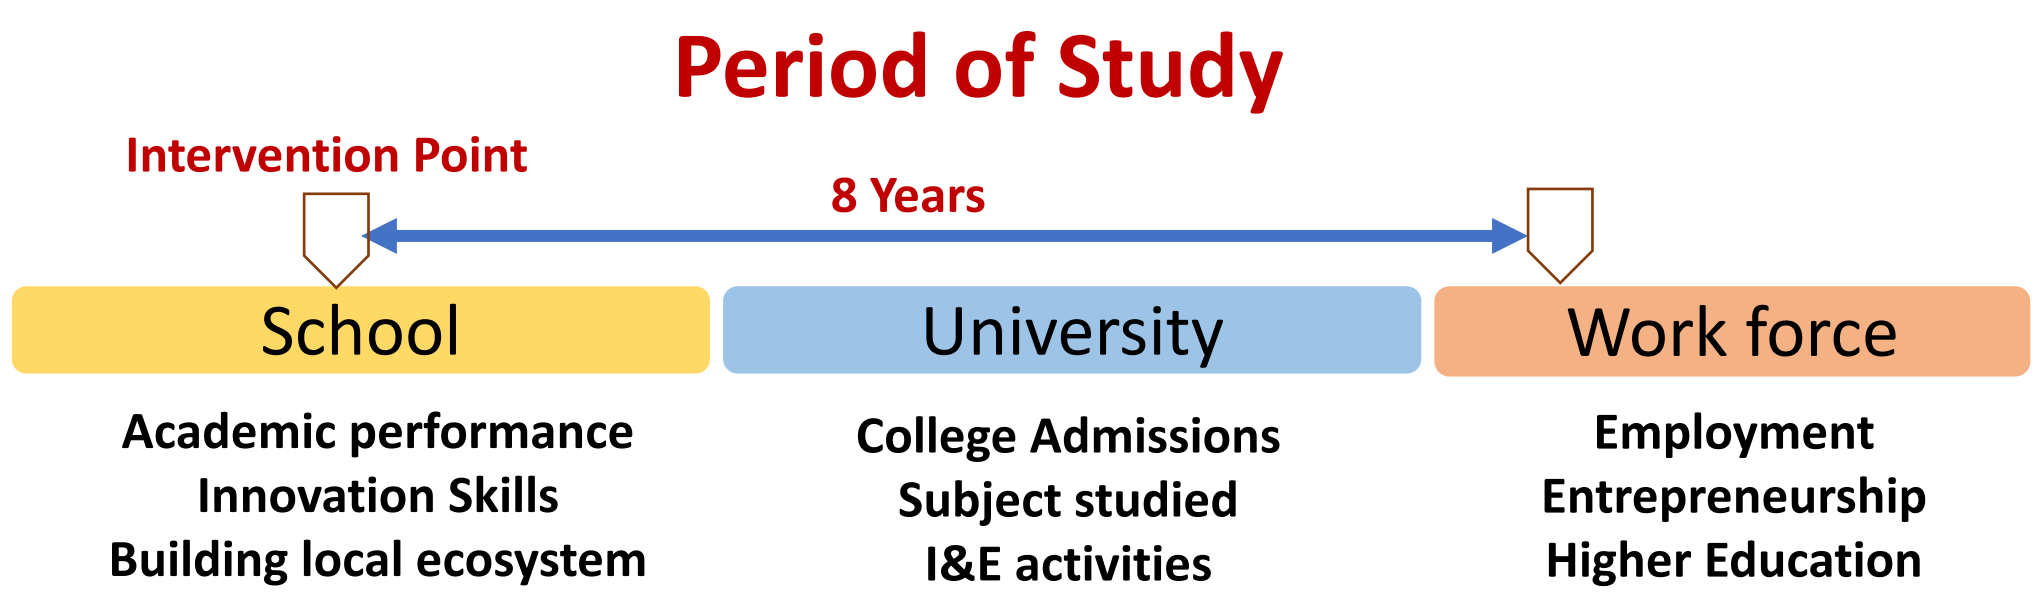 Period of Study
Intervention Point
8 Years
School
University
Work force
Academic performance
Innovation Skills
Building local ecosystem
College Admissions
Subject studied
I&E activities
Employment
Entrepreneurship
Higher Education